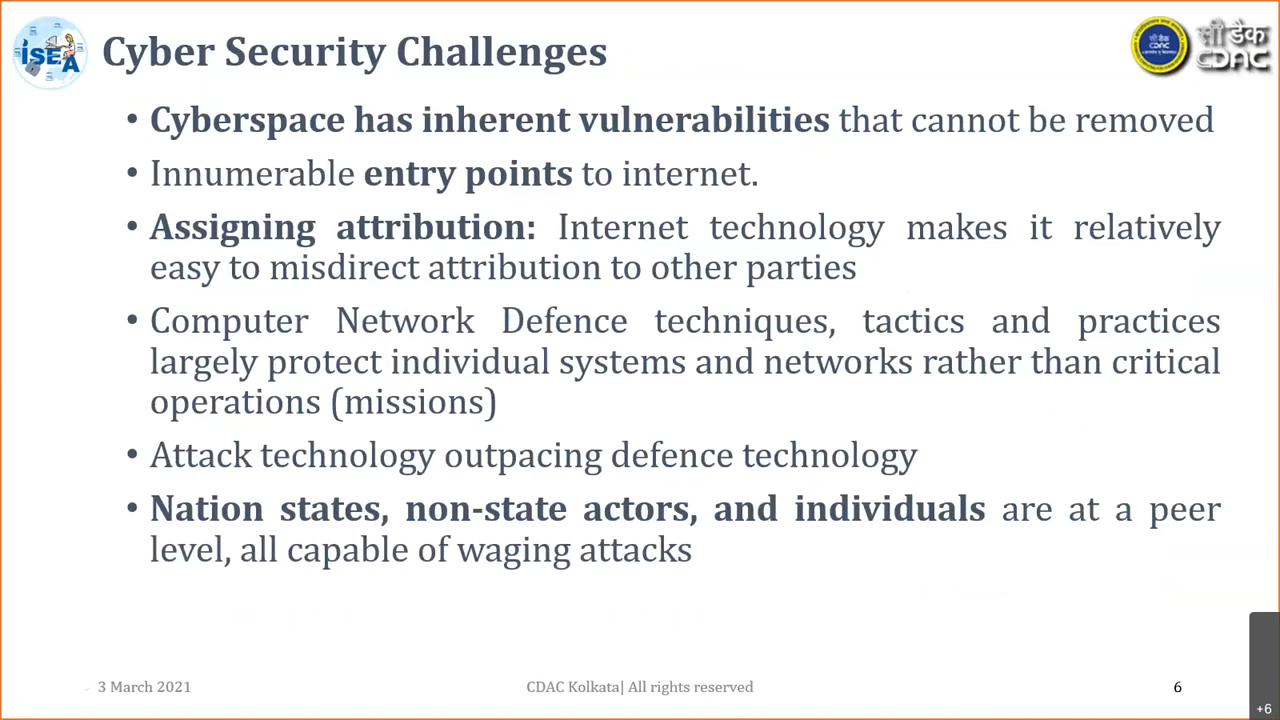 ISEA
Cyber Security Challenges
सी डैक
CDAC
• Cyberspace has inherent vulnerabilities that cannot be removed
• Innumerable entry points to internet.
• Assigning attribution: Internet technology makes it relatively
easy to misdirect attribution to other parties
• Computer Network Defence techniques, tactics and practices
largely protect individual systems and networks rather than critical
operations (missions)
• Attack technology outpacing defence technology
• Nation states, non-state actors, and individuals are at a peer
level, all capable of waging attacks
3 March 2021
CDAC Kolkata| All rights reserved
6
+6